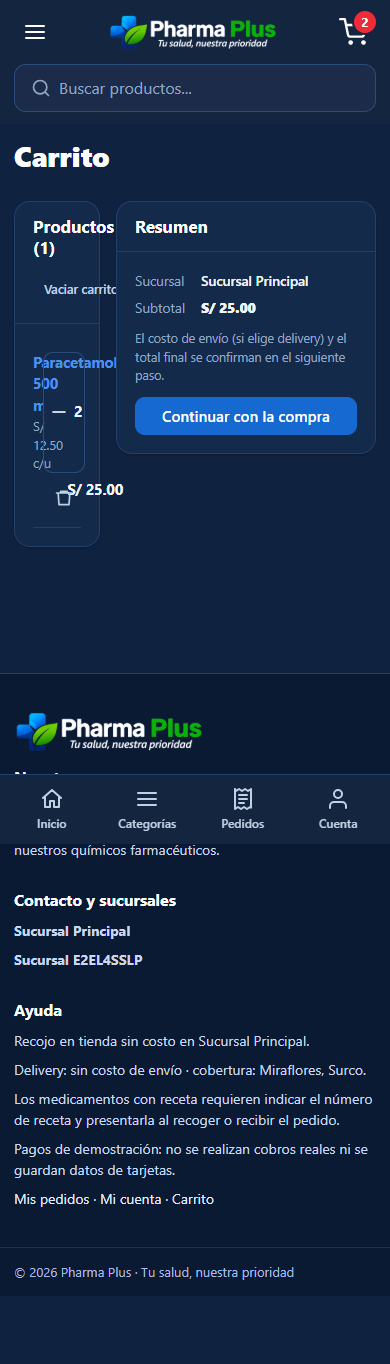 Pharma Plus
Tu salud, nuestra prioridad
2
Buscar productos...
Carrito
Productos
(1)
Vaciar carrito
Paracetamol
500
S/
12.50
c/u
2
S/ 25.00
Resumen
Sucursal Sucursal Principal
Subtotal S/ 25.00
El costo de envío (si elige delivery) y el
total final se confirman en el siguiente
paso.
Continuar con la compra
Pharma Plus
Tu salud, nuestra prioridad
Inicio Categorías Pedidos Cuenta
nuestros químicos farmacéuticos.
Contacto y sucursales
Sucursal Principal
Sucursal E2EL4SSLP
Ayuda
Recojo en tienda sin costo en Sucursal Principal.
Delivery: sin costo de envío · cobertura: Miraflores, Surco.
Los medicamentos con receta requieren indicar el número
de receta y presentarla al recoger o recibir el pedido.
Pagos de demostración: no se realizan cobros reales ni se
guardan datos de tarjetas.
Mis pedidos · Mi cuenta · Carrito
© 2026 Pharma Plus · Tu salud, nuestra prioridad